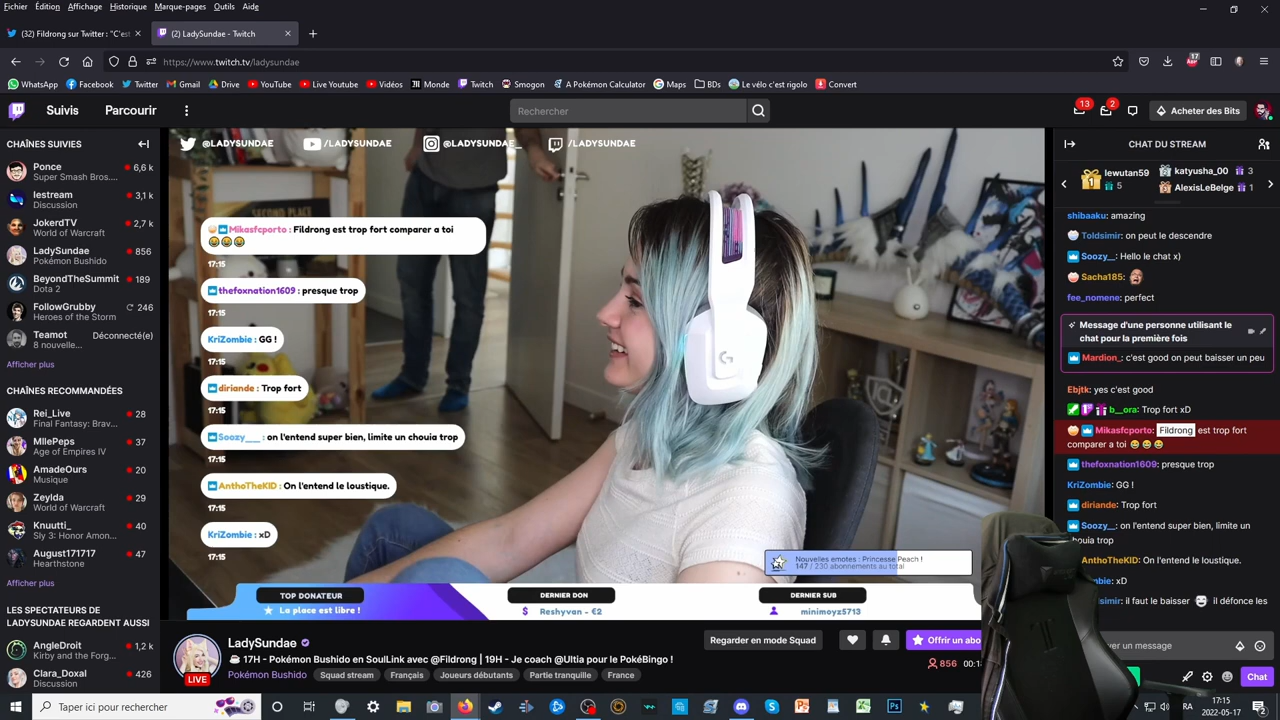 Fichier Édition Affichage Historique Marque-pages Outils Aide
(32) Fildrong sur Twitter : "C'est
(2) LadySundae - Twitch
https://www.twitch.tv/ladysundae
17
WhatsApp Facebook Twitter Gmail Drive YouTube Live Youtube Vidéos Monde Twitch Smogon A Pokémon Calculator Maps BDs Le vélo c'est rigolo Convert
Suivis Parcourir
Rechercher
13
2
Acheter des bits
CHAÎNES SUIVIES
Ponce 6,6 k
Super Smash Bros....
lestream 3,1 k
Discussion
JokerdTV 2,7 k
World of Warcraft
LadySundae 856
Pokémon Bushido
BeyondTheSummit 189
Dota 2
FollowGrubby 246
Heroes of the Storm
Teamot Déconnecté(e)
8 nouvelle...
Afficher plus
CHAÎNES RECOMMANDÉES
Rei_Live 28
Final Fantasy: Brav...
MllePeps 37
Age of Empires IV
AmadeOurs 20
Musique
Zeylda 29
World of Warcraft
Knuutti_ 40
Sly 3: Honor Amon...
August171717 47
Hearthstone
Afficher plus
LES SPECTATEURS DE
LADYSUNDAE REGARDENT AUSSI
AngleDroit 1,2 k
Kirby and the Forg...
Clara_Doxal 426
Discussion
@LADYSUNDAE /LADYSUNDAE @LADYSUNDAE_ /LADYSUNDAE
SECOND PLACE
Mikasfcporto : Fildrong est trop fort comparer a toi
😄😄😄
17:15
thefoxnation1609 : presque trop
17:15
KriZombie : GG !
17:15
diriande : Trop fort
17:15
Soozy__ : on l'entend super bien, limite un chouia trop
17:15
AnthoTheKID : On l'entend le loustique.
17:15
KriZombie : xD
17:15
Nouvelles emotes : Princesse Peach !
147 / 230 abonnements au total
TOP DONATEUR
La place est libre !
DERNIER DON
Reshyvan - €2
DERNIER SUB
minimoyz5713
LadySundae
LIVE
Regarder en mode Squad
Offrir un abo
☕ 17H - Pokémon Bushido en SoulLink avec @Fildrong | 19H - Je coach @Ultia pour le PokéBingo !
856
Pokémon Bushido Squad stream Français Joueurs débutants Partie tranquille France
CHAT DU STREAM
lewutan59
5
katyusha_00 3
AlexisLeBelge 1
shibaaku: amazing
Toldsimir: on peut le descendre
Soozy__: Hello le chat x)
Sacha185:
fee_nomene: perfect
Message d'une personne utilisant le
chat pour la première fois
Mardion_: c'est good on peut baisser un peu
Ebjtk: yes c'est good
b__ora: Trop fort xD
Mikasfcporto: Fildrong est trop fort
comparer a toi 😄 😄 😄
thefoxnation1609: presque trop
KriZombie: GG !
diriande: Trop fort
Soozy__: on l'entend super bien, limite un
houia trop
AnthoTheKID: On l'entend le loustique.
mbie: xD
dsimir: il faut le baisser il défonce les
yer un message
Chat
Taper ici pour rechercher
FRA
17:15
2022-05-17